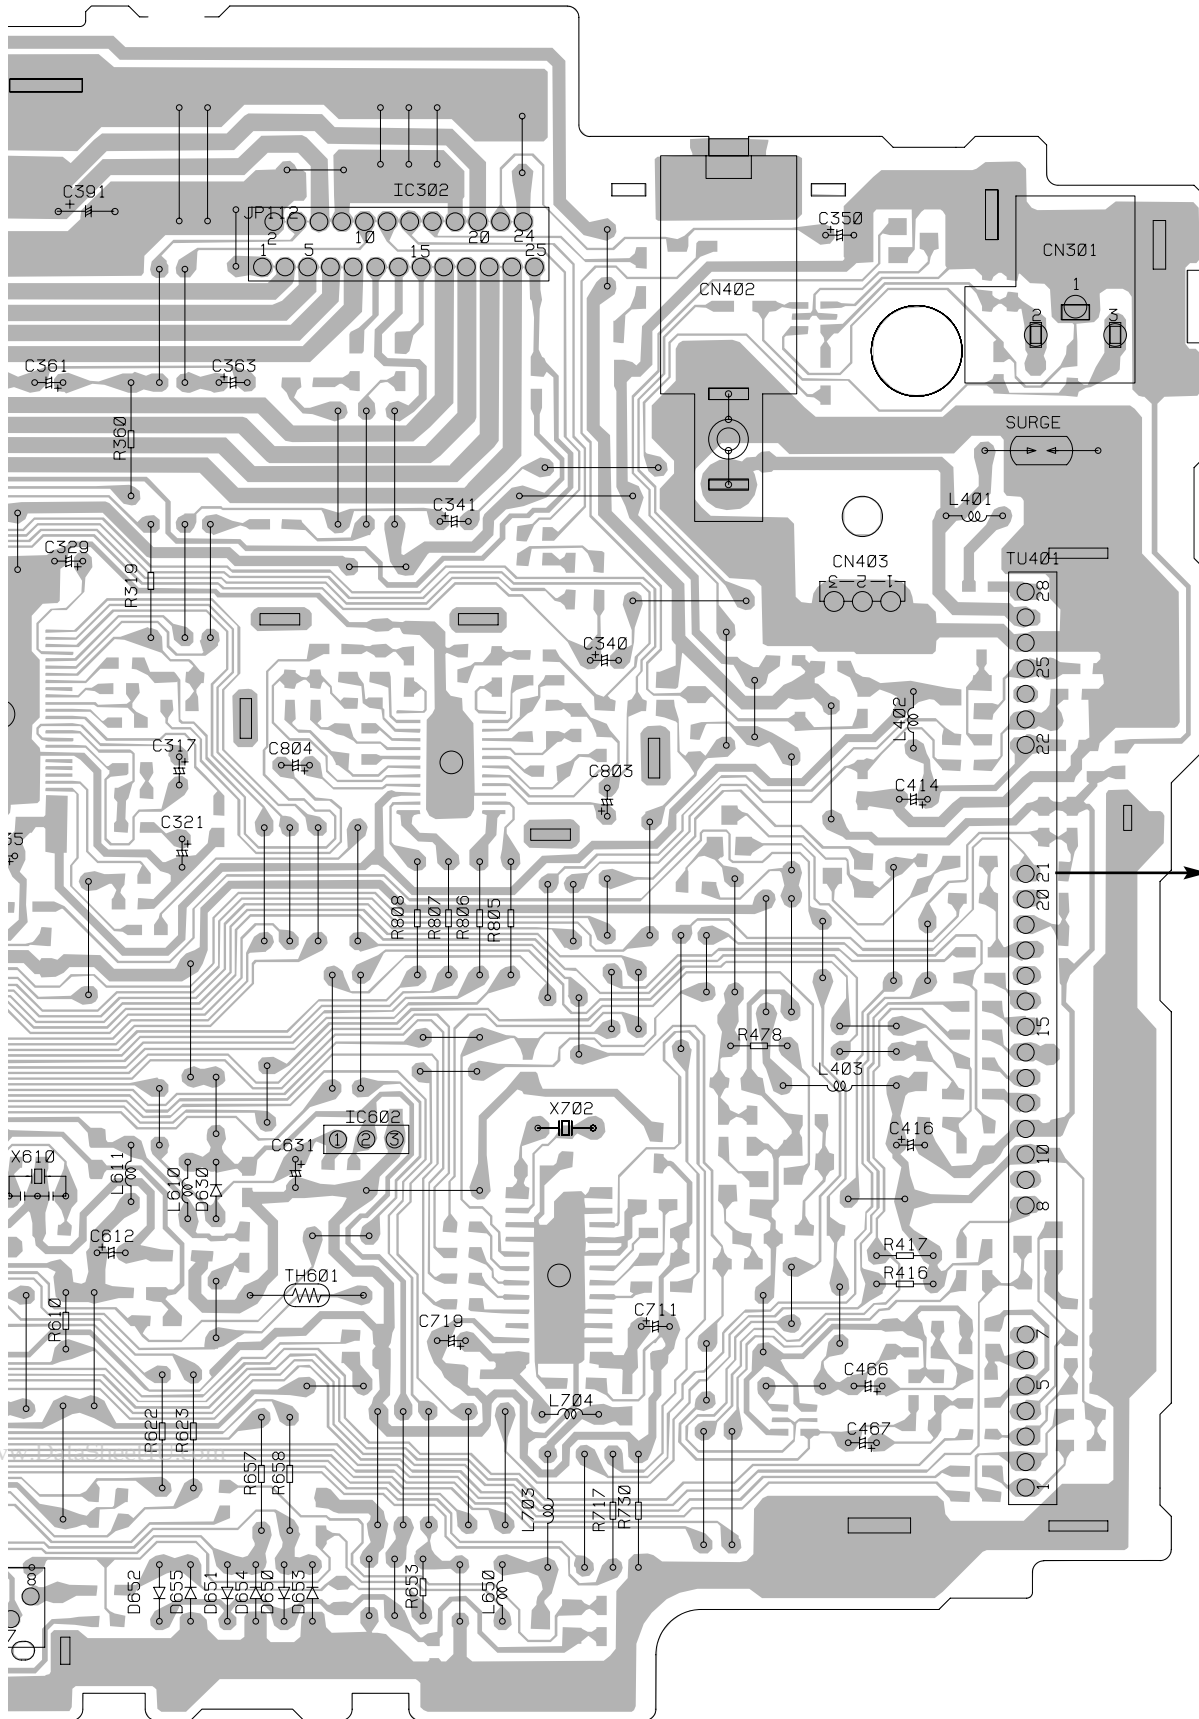 C391
+
IC302
JP112
2
10
20
24
1
5
15
25
C350
+
CN301
1
2
3
CN402
C361
+
C363
+
R360
SURGE
C341
+
L401
C329
+
R319
CN403
3-2-1
TU401
28
25
22
C340
+
L402
C317
+
C804
+
C803
+
C414
+
C321
+
35
+
21
20
R808
R807
R806
R805
15
R478
L403
X702
IC602
1
2
3
C631
+
C416
+
X610
L611
L610
D630
10
8
C612
+
R417
R416
TH601
R610
C719
+
C711
+
7
C466
+
5
L704
C467
+
R622
R623
R657
R658
L703
R717
R730
1
D652
D655
D651
D654
D650
D653
R653
L650
8
7